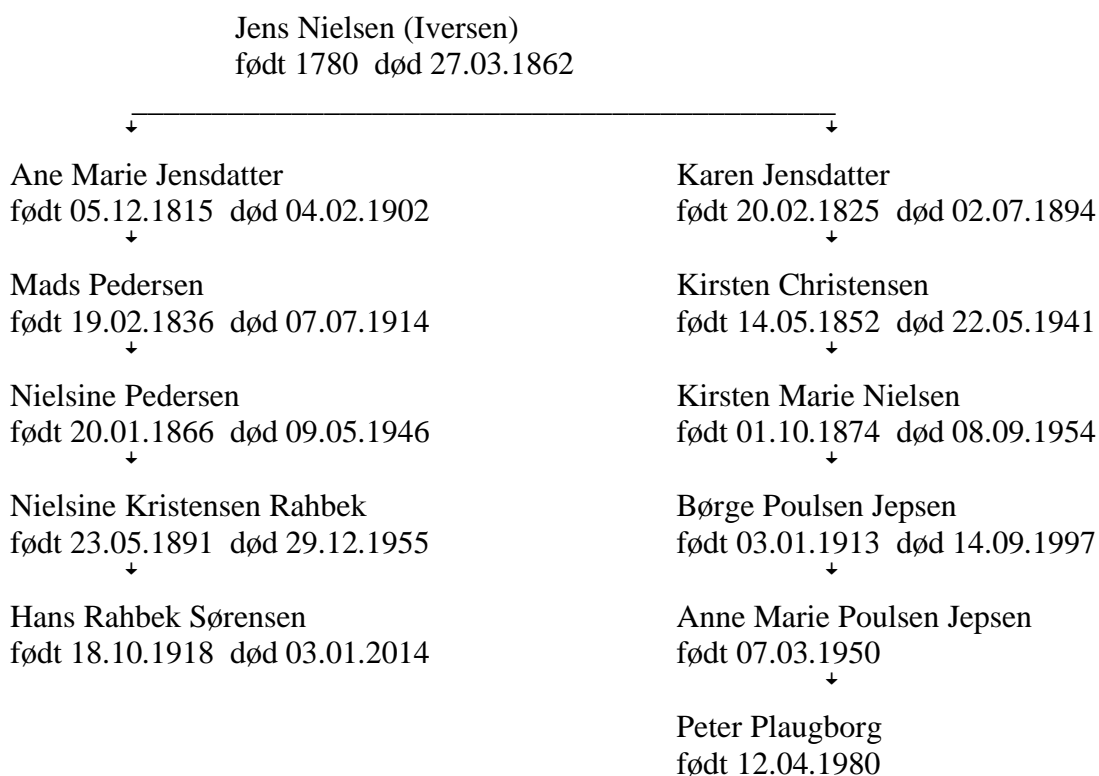 Jens Nielsen (Iversen)
født 1780  død 27.03.1862
Ane Marie Jensdatter
født 05.12.1815  død 04.02.1902
Mads Pedersen
født 19.02.1836  død 07.07.1914
Nielsine Pedersen
født 20.01.1866  død 09.05.1946
Nielsine Kristensen Rahbek
født 23.05.1891  død 29.12.1955
Hans Rahbek Sørensen
født 18.10.1918  død 03.01.2014
Karen Jensdatter
født 20.02.1825  død 02.07.1894
Kirsten Christensen
født 14.05.1852  død 22.05.1941
Kirsten Marie Nielsen
født 01.10.1874  død 08.09.1954
Børge Poulsen Jepsen
født 03.01.1913  død 14.09.1997
Anne Marie Poulsen Jepsen
født 07.03.1950
Peter Plaugborg
født 12.04.1980